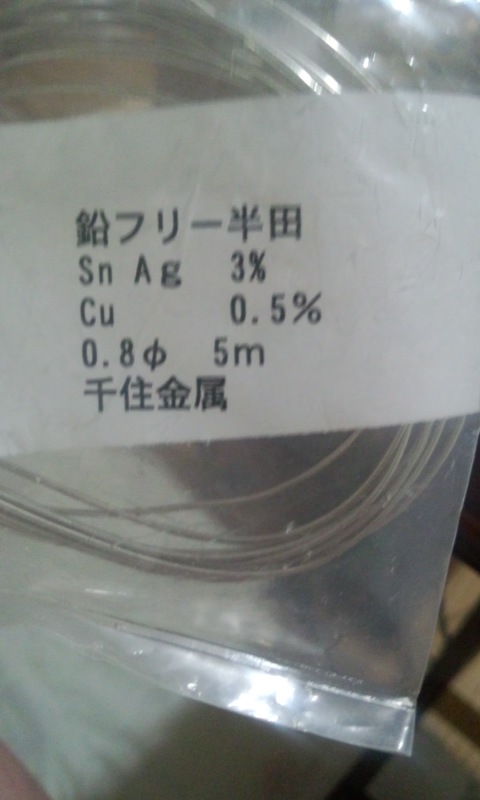 鉛フリー半田
Sn Ag 3%
Cu 0.5%
0.8φ 5m
千住金属